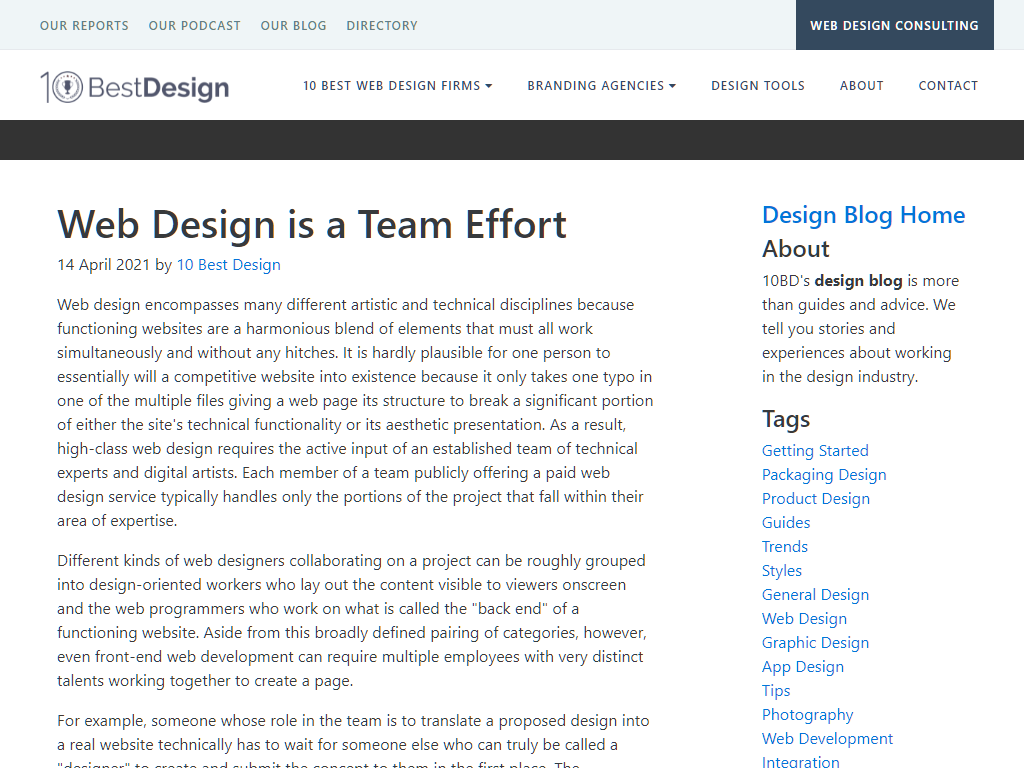 OUR REPORTS OUR PODCAST OUR BLOG DIRECTORY WEB DESIGN CONSULTING
10 BestDesign 10 BEST WEB DESIGN FIRMS BRANDING AGENCIES DESIGN TOOLS ABOUT CONTACT
Web Design is a Team Effort
14 April 2021 by 10 Best Design
Web design encompasses many different artistic and technical disciplines because
functioning websites are a harmonious blend of elements that must all work
simultaneously and without any hitches. It is hardly plausible for one person to
essentially will a competitive website into existence because it only takes one typo in
one of the multiple files giving a web page its structure to break a significant portion
of either the site's technical functionality or its aesthetic presentation. As a result,
high-class web design requires the active input of an established team of technical
experts and digital artists. Each member of a team publicly offering a paid web
design service typically handles only the portions of the project that fall within their
area of expertise.
Different kinds of web designers collaborating on a project can be roughly grouped
into design-oriented workers who lay out the content visible to viewers onscreen
and the web programmers who work on what is called the "back end" of a
functioning website. Aside from this broadly defined pairing of categories, however,
even front-end web development can require multiple employees with very distinct
talents working together to create a page.
For example, someone whose role in the team is to translate a proposed design into
a real website technically has to wait for someone else who can truly be called a
"designer" to create and submit the concept to them in the first place. The
Design Blog Home
About
10BD's design blog is more
than guides and advice. We
tell you stories and
experiences about working
in the design industry.
Tags
Getting Started
Packaging Design
Product Design
Guides
Trends
Styles
General Design
Web Design
Graphic Design
App Design
Tips
Photography
Web Development
Integration